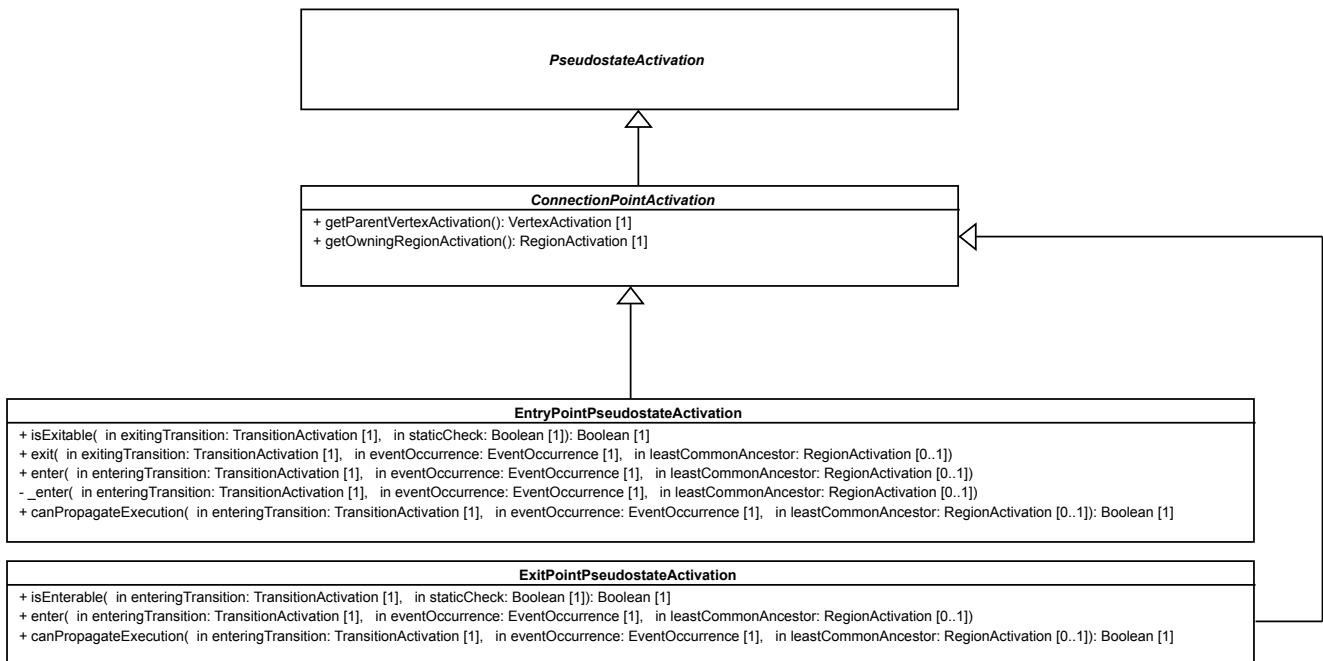 PseudostateActivation
ConnectionPointActivation
+ getParentVertexActivation(): VertexActivation [1]
+ getOwningRegionActivation(): RegionActivation [1]
EntryPointPseudostateActivation
+ isExitable( in exitingTransition: TransitionActivation [1], in staticCheck: Boolean [1]): Boolean [1]
+ exit( in exitingTransition: TransitionActivation [1], in eventOccurrence: EventOccurrence [1], in leastCommonAncestor: RegionActivation [0..1])
+ enter( in enteringTransition: TransitionActivation [1], in eventOccurrence: EventOccurrence [1], in leastCommonAncestor: RegionActivation [0..1])
- _enter( in enteringTransition: TransitionActivation [1], in eventOccurrence: EventOccurrence [1], in leastCommonAncestor: RegionActivation [0..1])
+ canPropagateExecution( in enteringTransition: TransitionActivation [1], in eventOccurrence: EventOccurrence [1], in leastCommonAncestor: RegionActivation [0..1]): Boolean [1]
ExitPointPseudostateActivation
+ isEnterable( in enteringTransition: TransitionActivation [1], in staticCheck: Boolean [1]): Boolean [1]
+ enter( in enteringTransition: TransitionActivation [1], in eventOccurrence: EventOccurrence [1], in leastCommonAncestor: RegionActivation [0..1])
+ canPropagateExecution( in enteringTransition: TransitionActivation [1], in eventOccurrence: EventOccurrence [1], in leastCommonAncestor: RegionActivation [0..1]): Boolean [1]